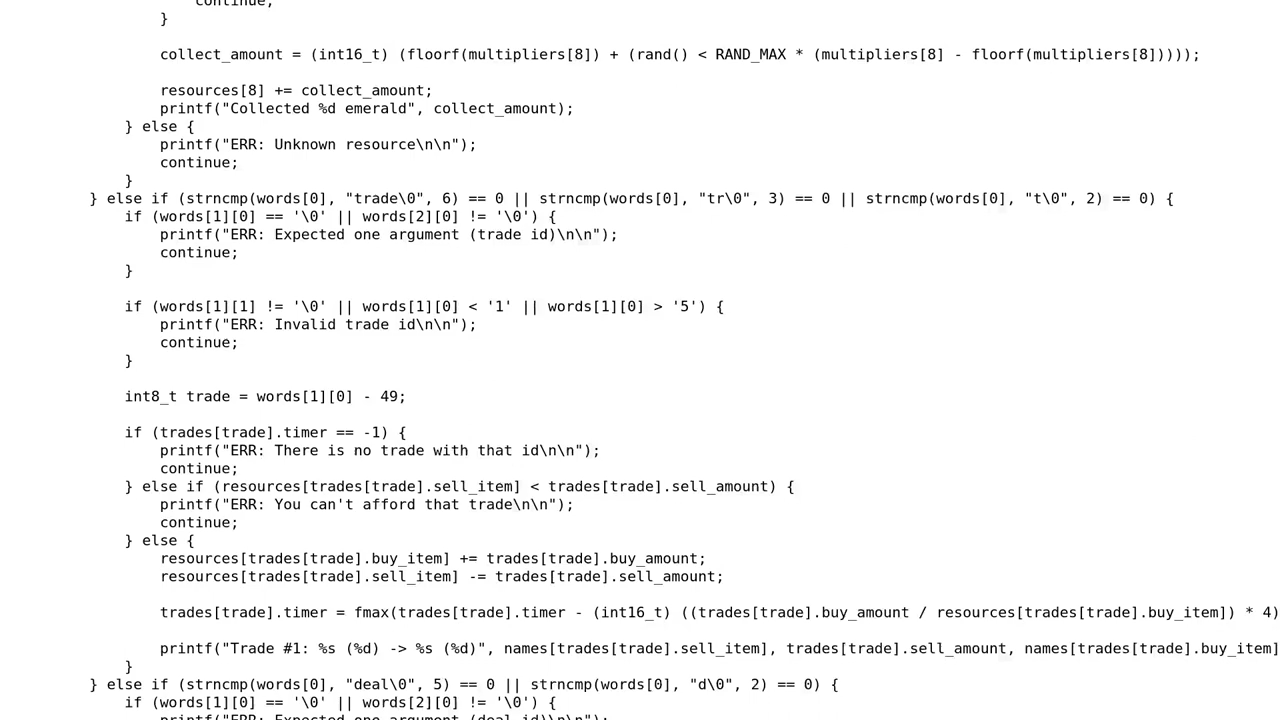 continue;
}
collect_amount = (int16_t) (floorf(multipliers[8]) + (rand() < RAND_MAX * (multipliers[8] - floorf(multipliers[8]))));
resources[8] += collect_amount;
printf("Collected %d emerald", collect_amount);
} else {
printf("ERR: Unknown resource\n\n");
continue;
}
} else if (strncmp(words[0], "trade\0", 6) == 0 || strncmp(words[0], "tr\0", 3) == 0 || strncmp(words[0], "t\0", 2) == 0) {
if (words[1][0] == '\0' || words[2][0] != '\0') {
printf("ERR: Expected one argument (trade id)\n\n");
continue;
}
if (words[1][1] != '\0' || words[1][0] < '1' || words[1][0] > '5') {
printf("ERR: Invalid trade id\n\n");
continue;
}
int8_t trade = words[1][0] - 49;
if (trades[trade].timer == -1) {
printf("ERR: There is no trade with that id\n\n");
continue;
} else if (resources[trades[trade].sell_item] < trades[trade].sell_amount) {
printf("ERR: You can't afford that trade\n\n");
continue;
} else {
resources[trades[trade].buy_item] += trades[trade].buy_amount;
resources[trades[trade].sell_item] -= trades[trade].sell_amount;
trades[trade].timer = fmax(trades[trade].timer - (int16_t) ((trades[trade].buy_amount / resources[trades[trade].buy_item]) * 4)
printf("Trade #1: %s (%d) -> %s (%d)", names[trades[trade].sell_item], trades[trade].sell_amount, names[trades[trade].buy_item]
}
} else if (strncmp(words[0], "deal\0", 5) == 0 || strncmp(words[0], "d\0", 2) == 0) {
if (words[1][0] == '\0' || words[2][0] != '\0') {
printf("ERR: Expected one argument (deal id)\n\n");